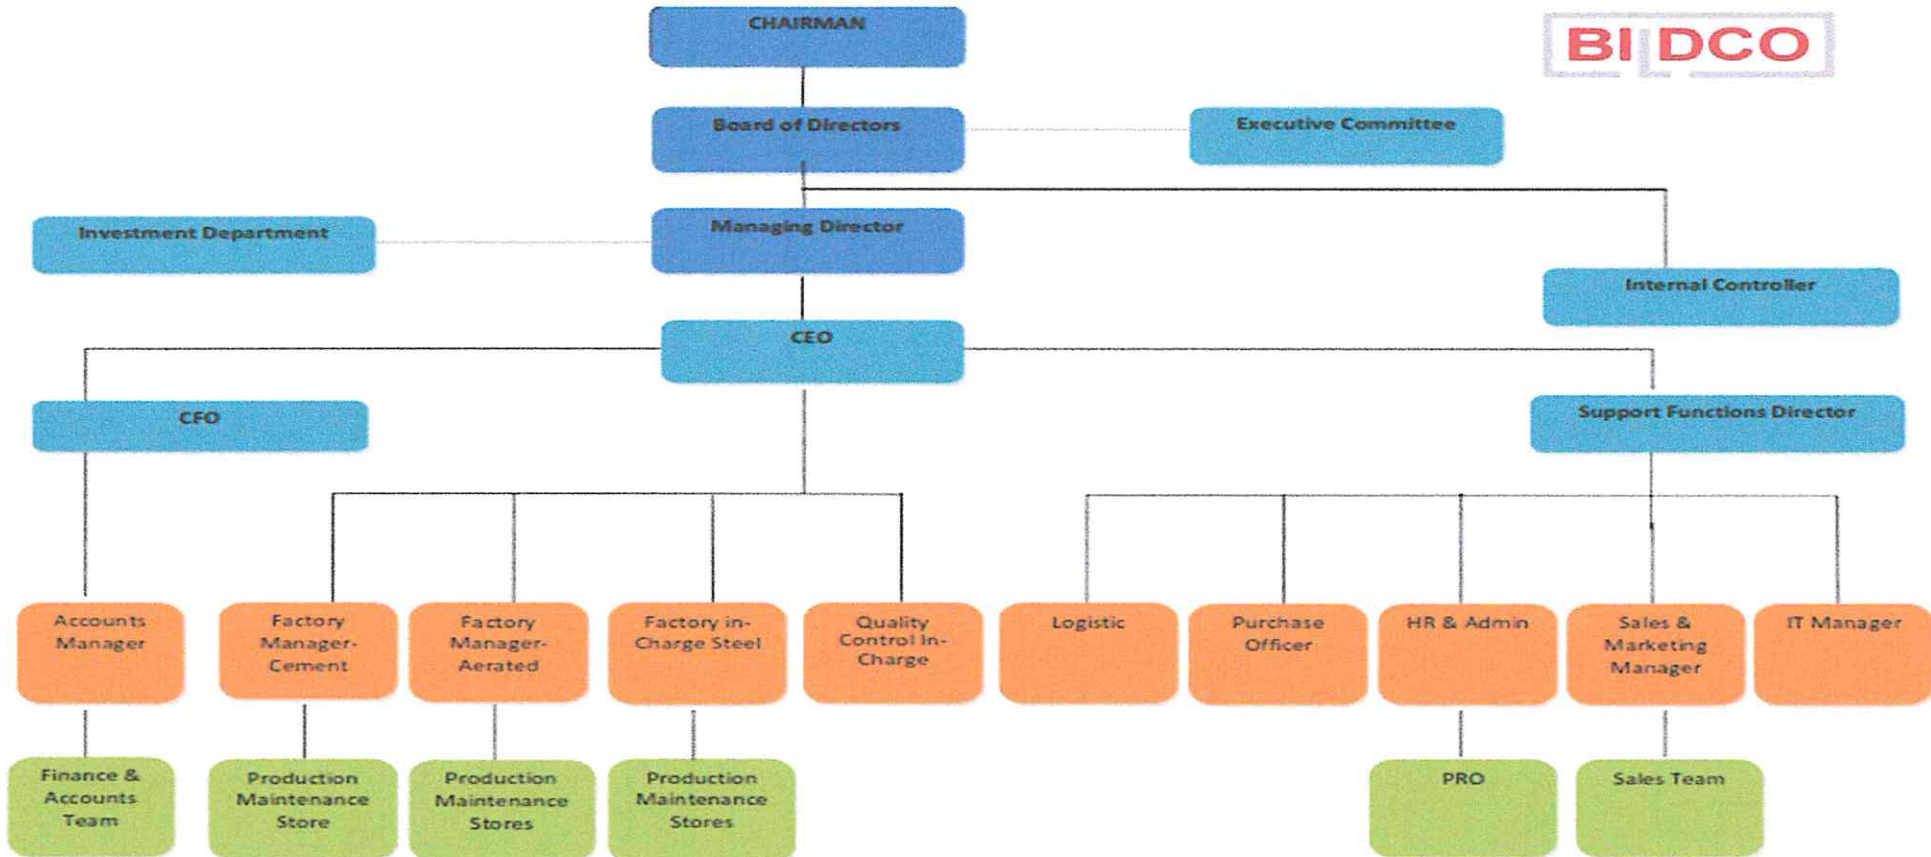 CHAIRMAN
BIDCO
Board of Directors
Executive Committee
Investment Department
Managing Director
Internal Controller
CEO
CFO
Support Functions Director
Accounts
Manager
Factory
Manager-
Cement
Factory
Manager-
Aerated
Factory in-
Charge Steel
Quality
Control In-
Charge
Logistic
Purchase
Officer
HR & Admin
Sales &
Marketing
Manager
IT Manager
Finance &
Accounts
Team
Production
Maintenance
Store
Production
Maintenance
Stores
Production
Maintenance
Stores
PRO
Sales Team